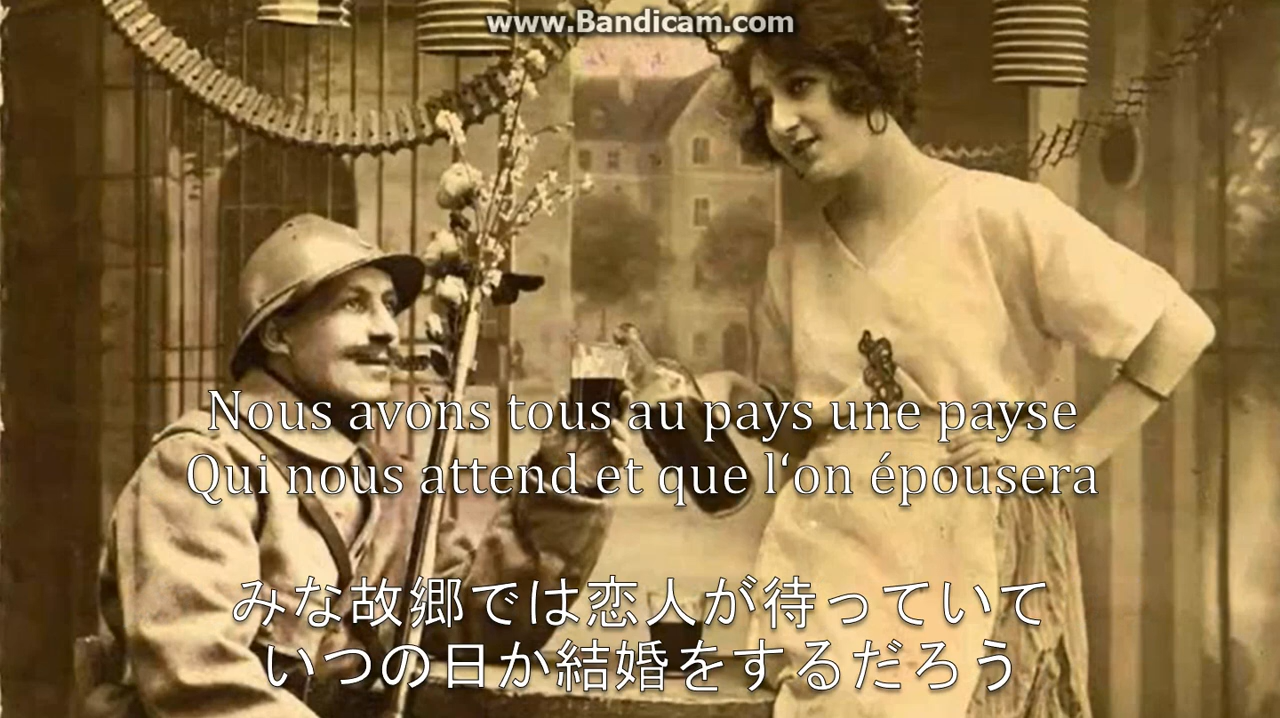 www.Bandicam.com
Nous avons tous au pays une payse
Qui nous attend et que l‘on épousera
みな故郷では恋人が待っていて
いつの日か結婚をするだろう